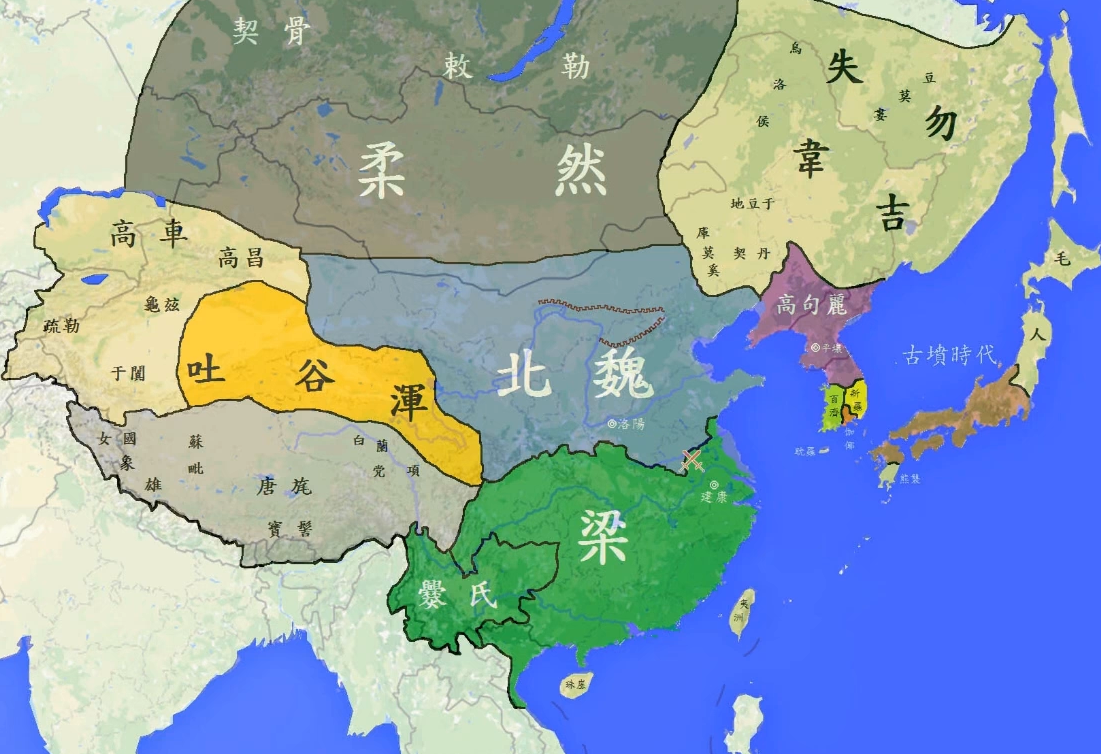 契骨
敕勒
柔然
烏洛侯
失韋
豆莫婁
勿吉
地豆于
庫莫奚
契丹
高車
高昌
龜茲
疏勒
于闐
吐谷渾
北魏
洛陽
高句麗
平壤
百濟
新羅
伽倻
耽羅
古墳時代
毛人
熊襲
女國
象雄
蘇毗
白蘭
党項
唐旄
寶髻
梁
建康
爨氏
夷洲
珠崖